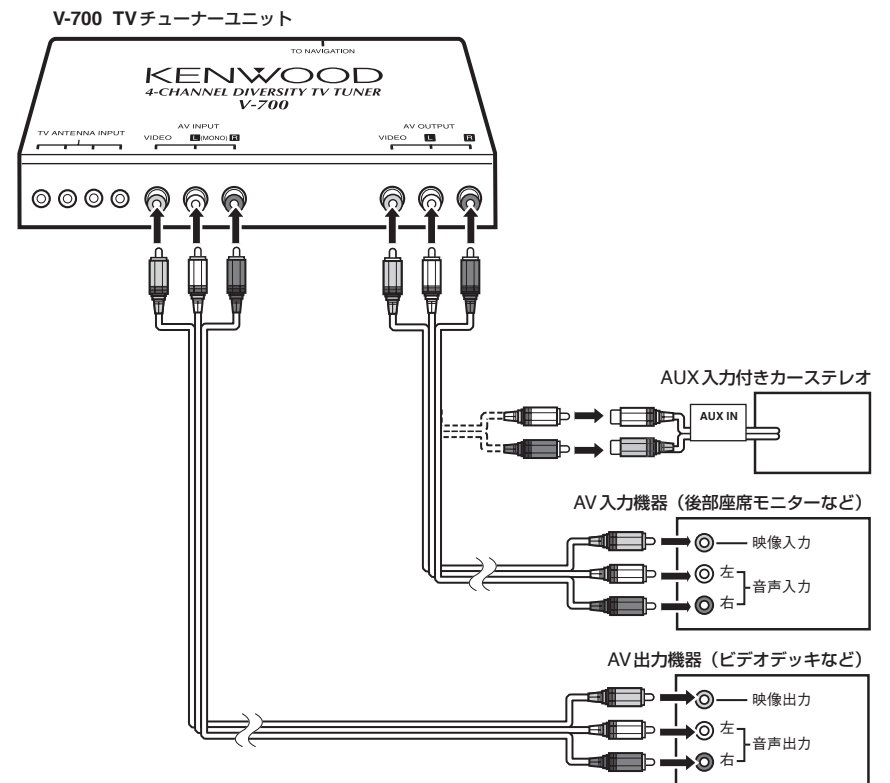 V-700 TVチューナーユニット
TO NAVIGATION
KENWOOD
4-CHANNEL DIVERSITY TV TUNER
V-700
TV ANTENNA INPUT
AV INPUT
VIDEO L (MONO) R
AV OUTPUT
VIDEO L R
AUX入力付きカーステレオ
AUX IN
AV入力機器（後部座席モニターなど）
映像入力
左
音声入力
右
AV出力機器（ビデオデッキなど）
映像出力
左
音声出力
右